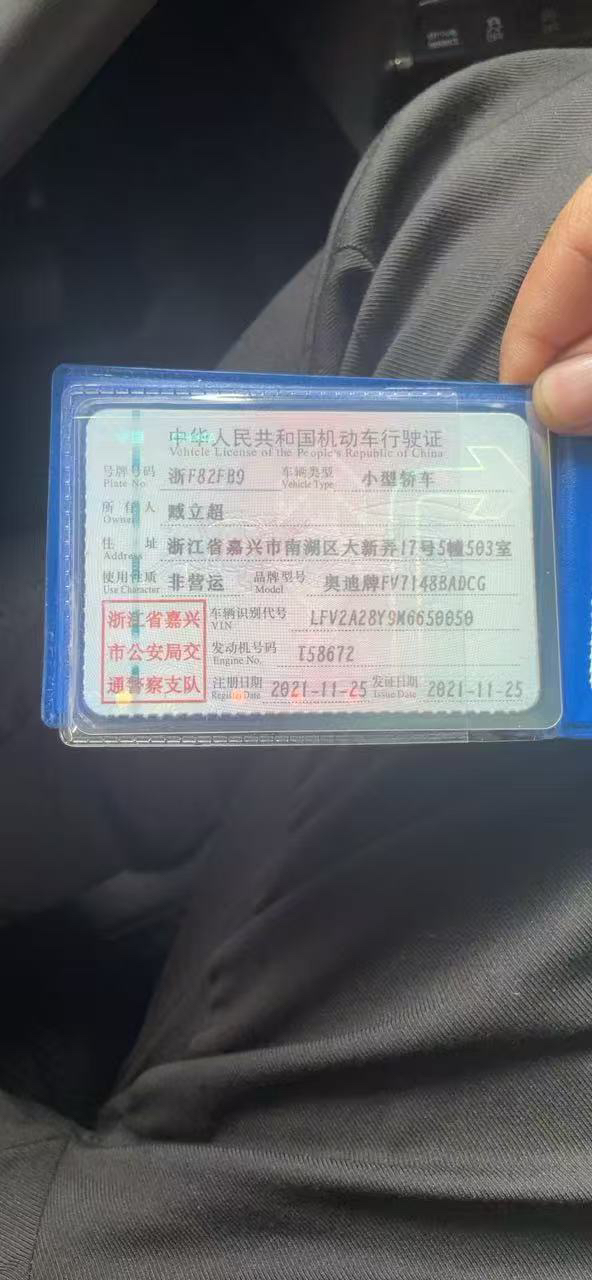 中华人民共和国机动车行驶证
Vehicle License of the People's Republic of China
号牌号码 浙F82FB9 车辆类型 小型轿车
Plate No. Vehicle Type
所有人 臧立超
Owner
住址 浙江省嘉兴市南湖区大新弄17号5幢503室
Address
使用性质 非营运 品牌型号 奥迪牌FV7148BADCG
Use Character Model
浙江省嘉兴 车辆识别代号 LFV2A28Y9M6650050
VIN
市公安局交 发动机号码 T58672
Engine No.
通警察支队 注册日期 2021-11-25 发证日期 2021-11-25
Register Date Issue Date